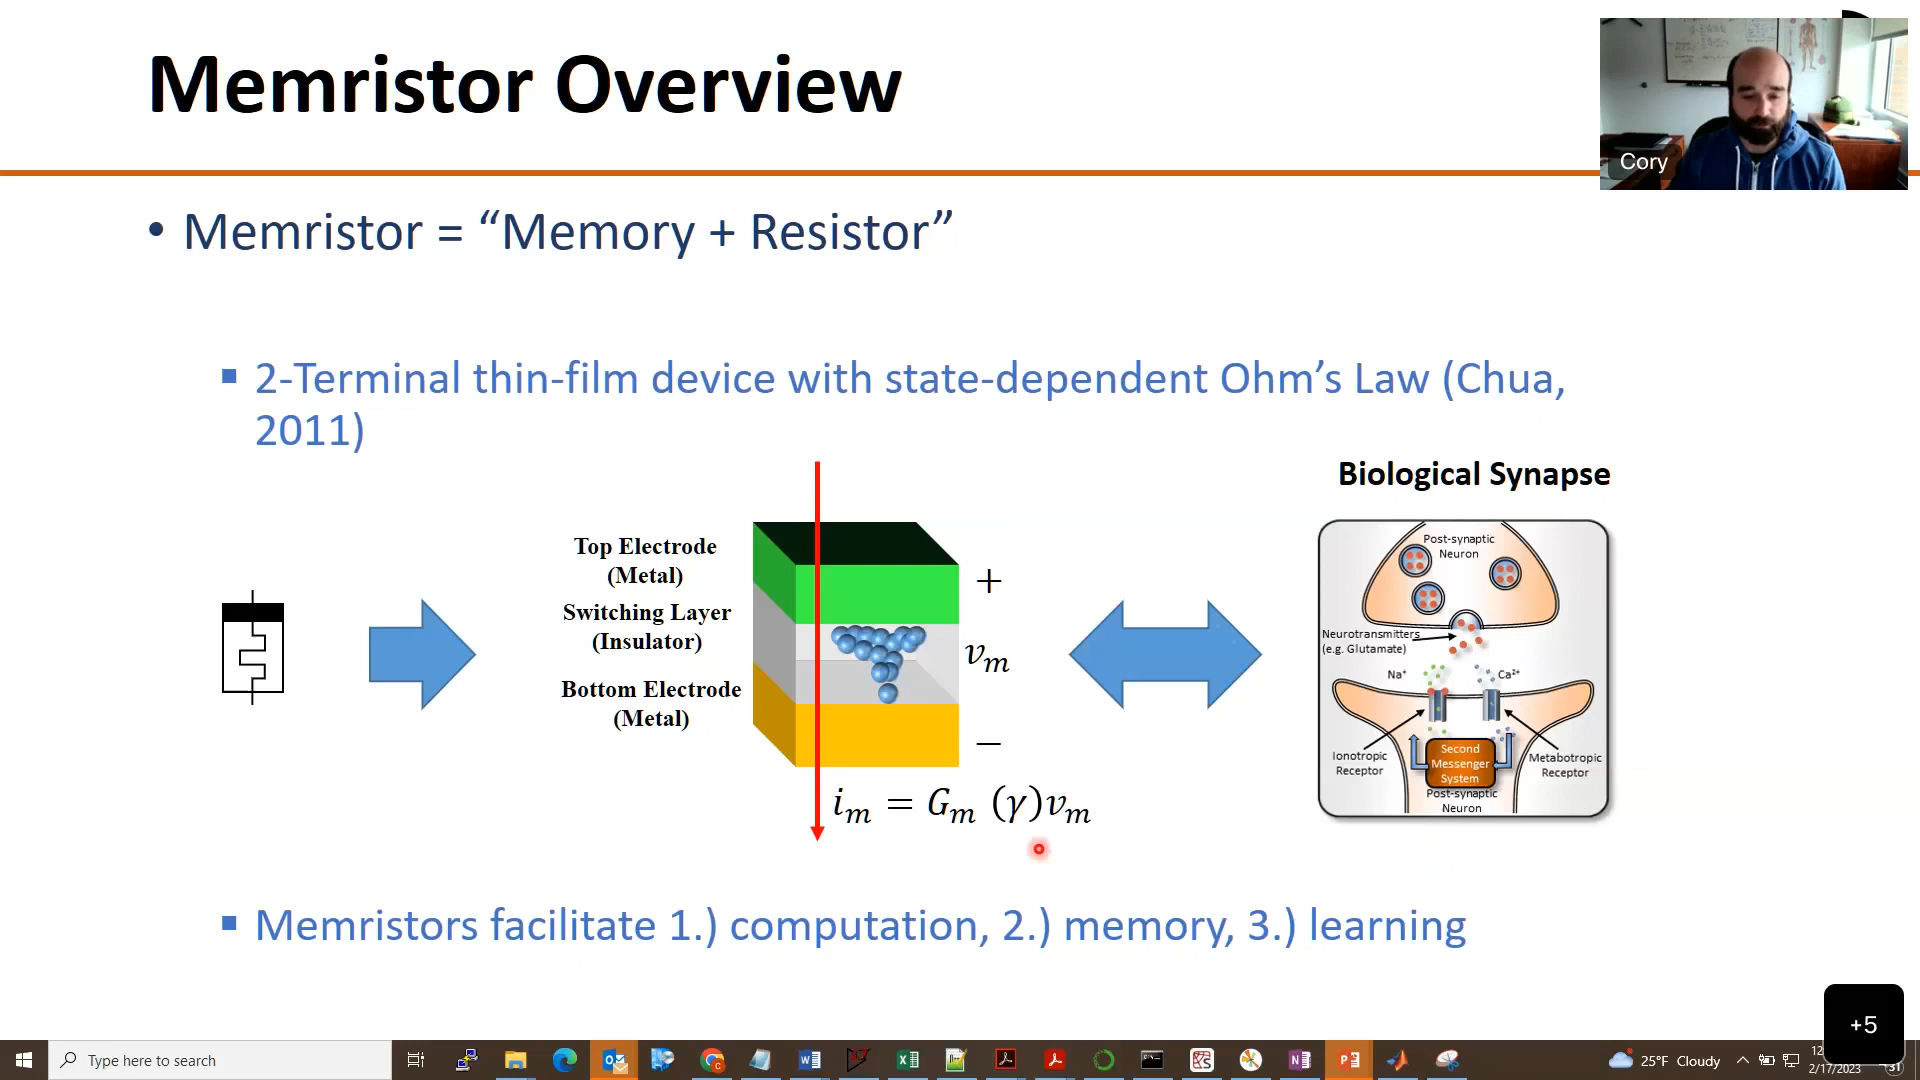 Memristor Overview
Cory
• Memristor = “Memory + Resistor”
▪ 2-Terminal thin-film device with state-dependent Ohm’s Law (Chua,
2011)
Top Electrode
(Metal)
Switching Layer
(Insulator)
Bottom Electrode
(Metal)
+
vₘ
−
iₘ = Gₘ (γ)vₘ
Biological Synapse
Post-synaptic
Neuron
Neurotransmitters
(e.g. Glutamate)
Na⁺
Ca²⁺
Ionotropic
Receptor
Second
Messenger
System
Metabotropic
Receptor
Post-synaptic
Neuron
▪ Memristors facilitate 1.) computation, 2.) memory, 3.) learning
+5
Type here to search
25°F Cloudy
12
2/17/2023
31